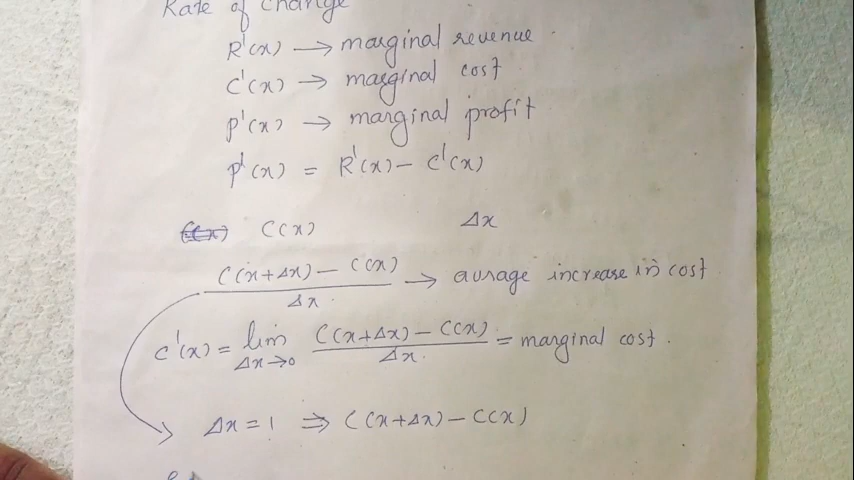 Rate of Change
R'(x) → marginal revenue
C'(x) → marginal cost
P'(x) → marginal profit
P'(x) = R'(x) - C'(x)
C(x) Δx
C(x+Δx) - C(x) / Δx → avrage increase in cost
C'(x) = lim Δx→0 C(x+Δx) - C(x) / Δx = marginal cost.
Δx = 1 ⇒ C(x+Δx) - C(x)